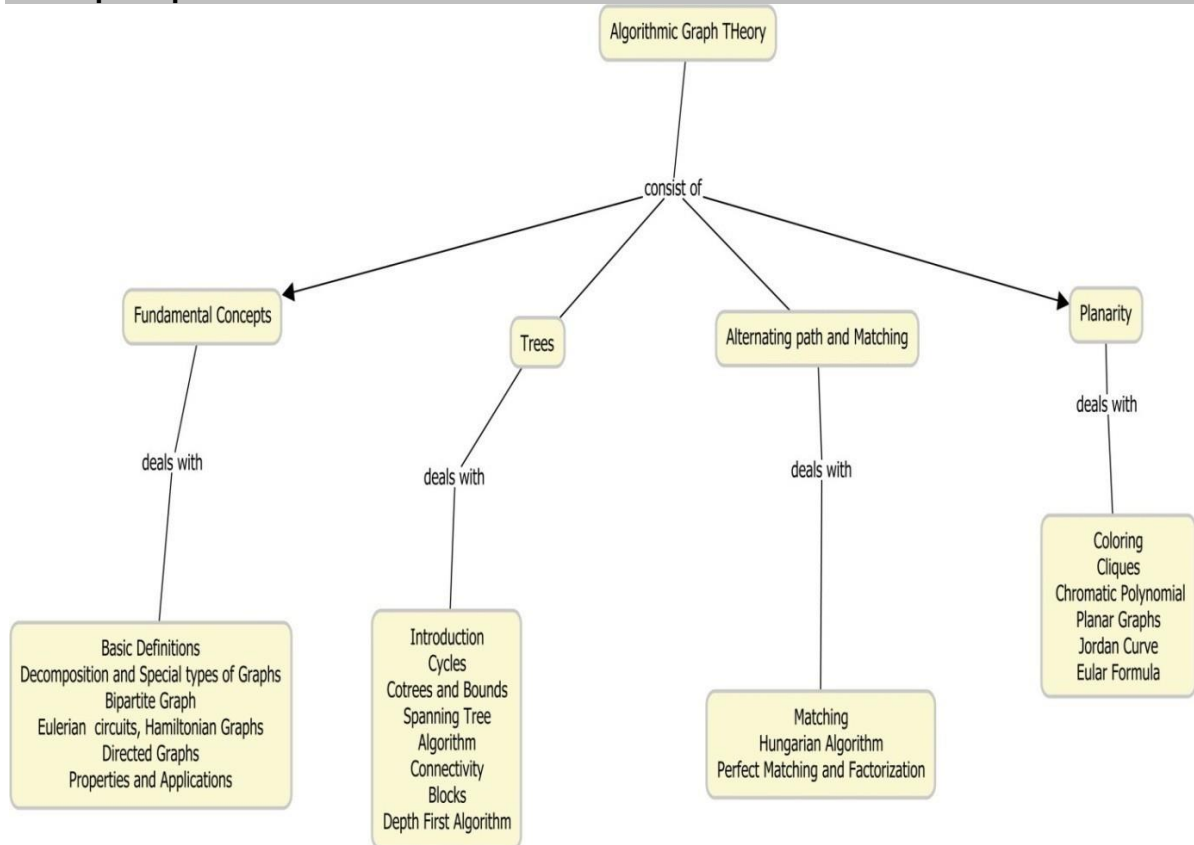 Algorithmic Graph THeory
consist of
Fundamental Concepts
Trees
Alternating path and Matching
Planarity
deals with
deals with
deals with
deals with
Basic Definitions
Decomposition and Special types of Graphs
Bipartite Graph
Eulerian circuits, Hamiltonian Graphs
Directed Graphs
Properties and Applications
Introduction
Cycles
Cotrees and Bounds
Spanning Tree
Algorithm
Connectivity
Blocks
Depth First Algorithm
Matching
Hungarian Algorithm
Perfect Matching and Factorization
Coloring
Cliques
Chromatic Polynomial
Planar Graphs
Jordan Curve
Eular Formula